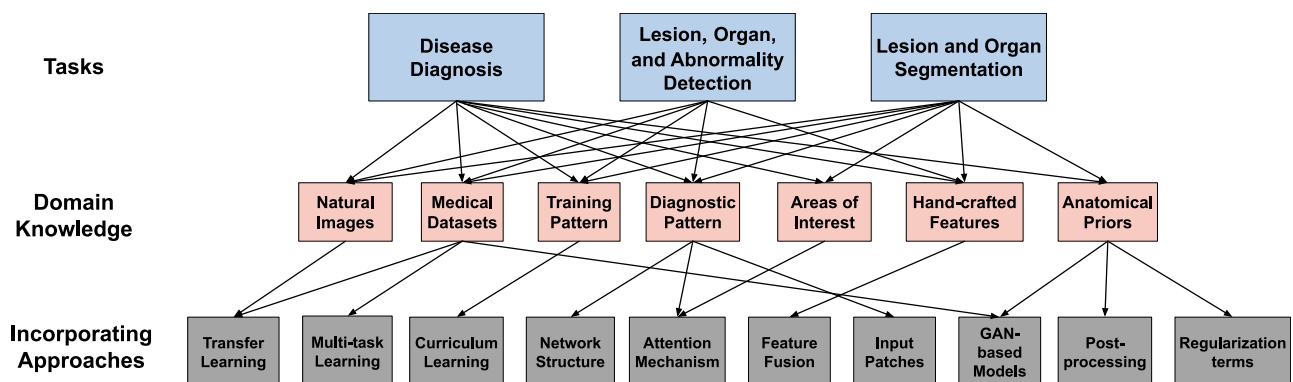 Tasks
Disease
Diagnosis
Lesion, Organ,
and Abnormality
Detection
Lesion and Organ
Segmentation
Domain
Knowledge
Natural
Images
Medical
Datasets
Training
Pattern
Diagnostic
Pattern
Areas of
Interest
Hand-crafted
Features
Anatomical
Priors
Incorporating
Approaches
Transfer
Learning
Multi-task
Learning
Curriculum
Learning
Network
Structure
Attention
Mechanism
Feature
Fusion
Input
Patches
GAN-
based
Models
Post-
processing
Regularization
terms